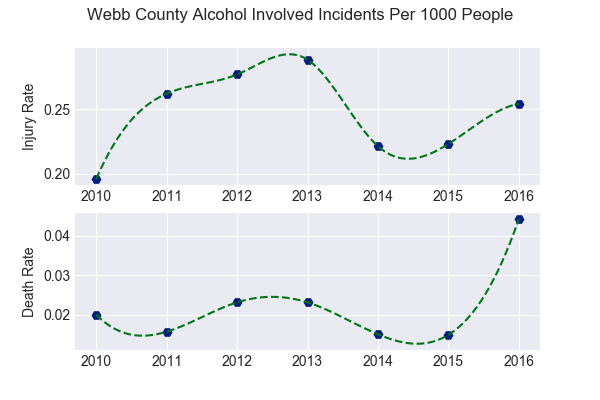 Webb County Alcohol Involved Incidents Per 1000 People
Injury Rate
0.25
0.20
2010 2011 2012 2013 2014 2015 2016
Death Rate
0.04
0.03
0.02
2010 2011 2012 2013 2014 2015 2016